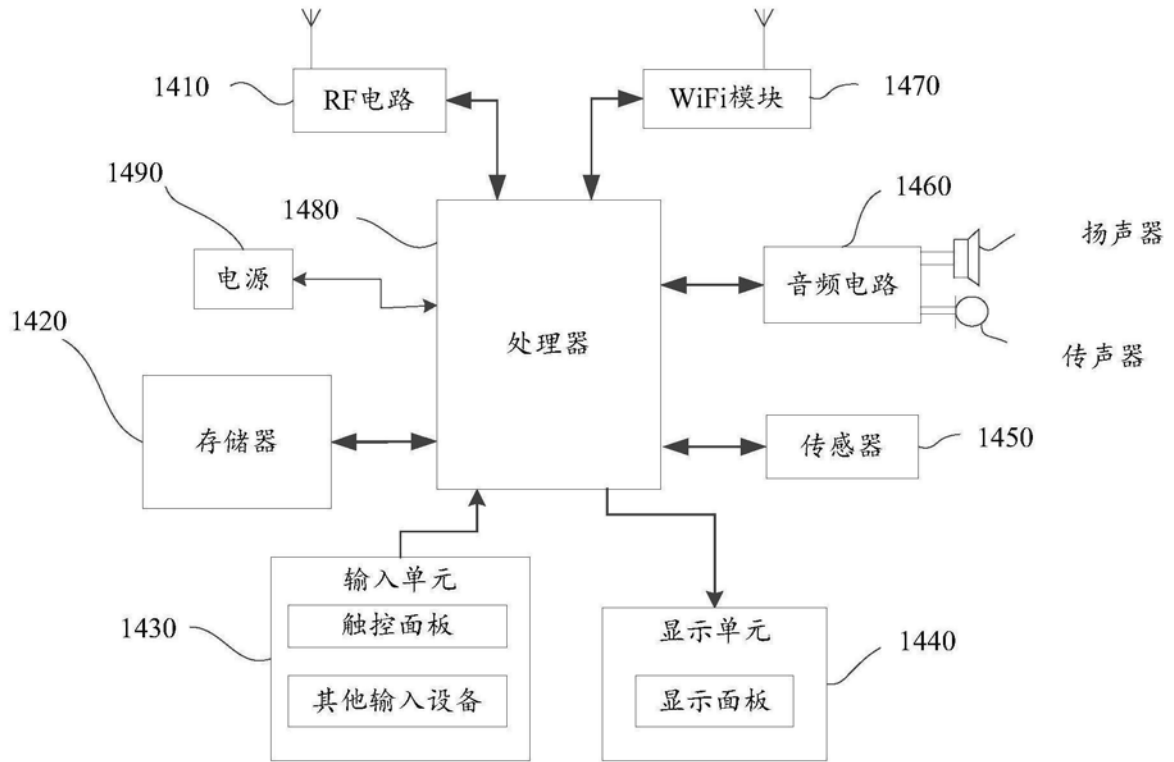 1410
RF电路
WiFi模块
1470
1490
1480
1460
扬声器
电源
音频电路
1420
处理器
传声器
存储器
传感器
1450
输入单元
1430
触控面板
显示单元
1440
其他输入设备
显示面板